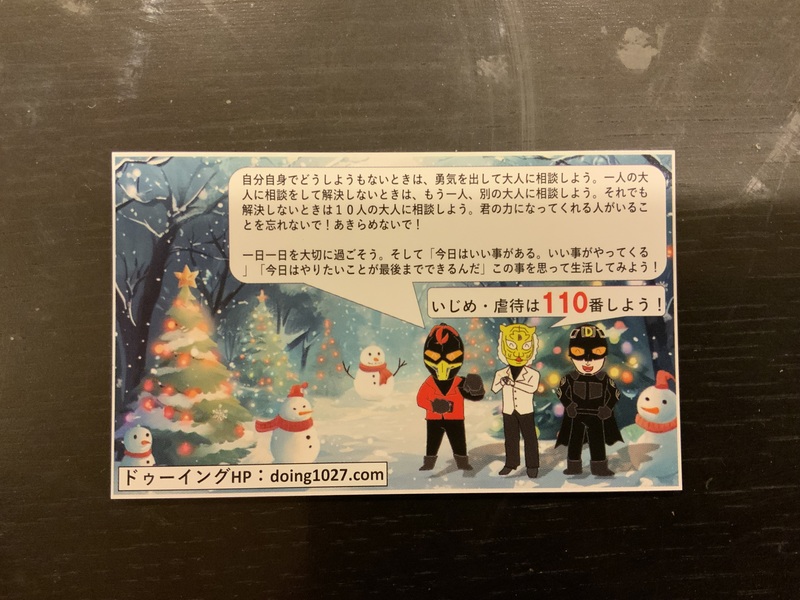 自分自身でどうしようもないときは、勇気を出して大人に相談しよう。一人の大
人に相談をして解決しないときは、もう一人、別の大人に相談しよう。それでも
解決しないときは１０人の大人に相談しよう。君の力になってくれる人がいるこ
とを忘れないで！あきらめないで！
一日一日を大切に過ごそう。そして「今日はいい事がある。いい事がやってくる
」「今日はやりたいことが最後までできるんだ」この事を思って生活してみよう！
いじめ・虐待は110番しよう！
D
ドゥーイングHP：doing1027.com